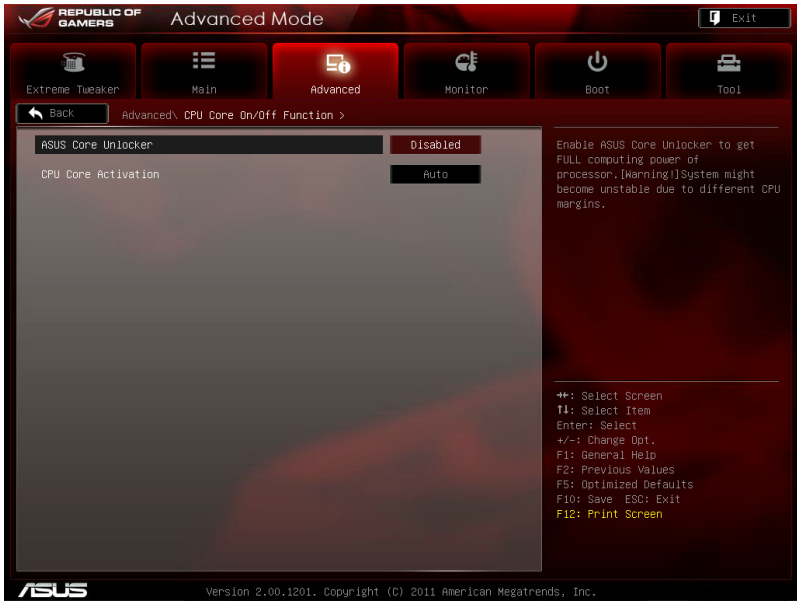 REPUBLIC OF
GAMERS
Advanced Mode
Exit
Extreme Tweaker
Main
Advanced
Monitor
Boot
Tool
Back
Advanced\ CPU Core On/Off Function >
ASUS Core Unlocker
Disabled
CPU Core Activation
Auto
Enable ASUS Core Unlocker to get
FULL computing power of
processor.[Warning!]System might
become unstable due to different CPU
margins.
→←: Select Screen
↑↓: Select Item
Enter: Select
+/-: Change Opt.
F1: General Help
F2: Previous Values
F5: Optimized Defaults
F10: Save  ESC: Exit
F12: Print Screen
ASUS
Version 2.00.1201. Copyright (C) 2011 American Megatrends, Inc.